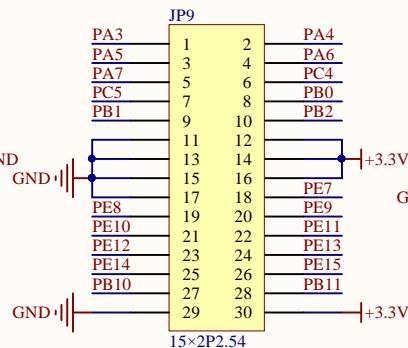 JP9
PA3 1 2 PA4
PA5 3 4 PA6
PA7 5 6 PC4
PC5 7 8 PB0
PB1 9 10 PB2
11 12
ND 13 14 +3.3V
GND 15 16
17 18 PE7
G
PE8 19 20 PE9
PE10 21 22 PE11
PE12 23 24 PE13
PE14 25 26 PE15
PB10 27 28 PB11
GND 29 30 +3.3V
15×2P2.54